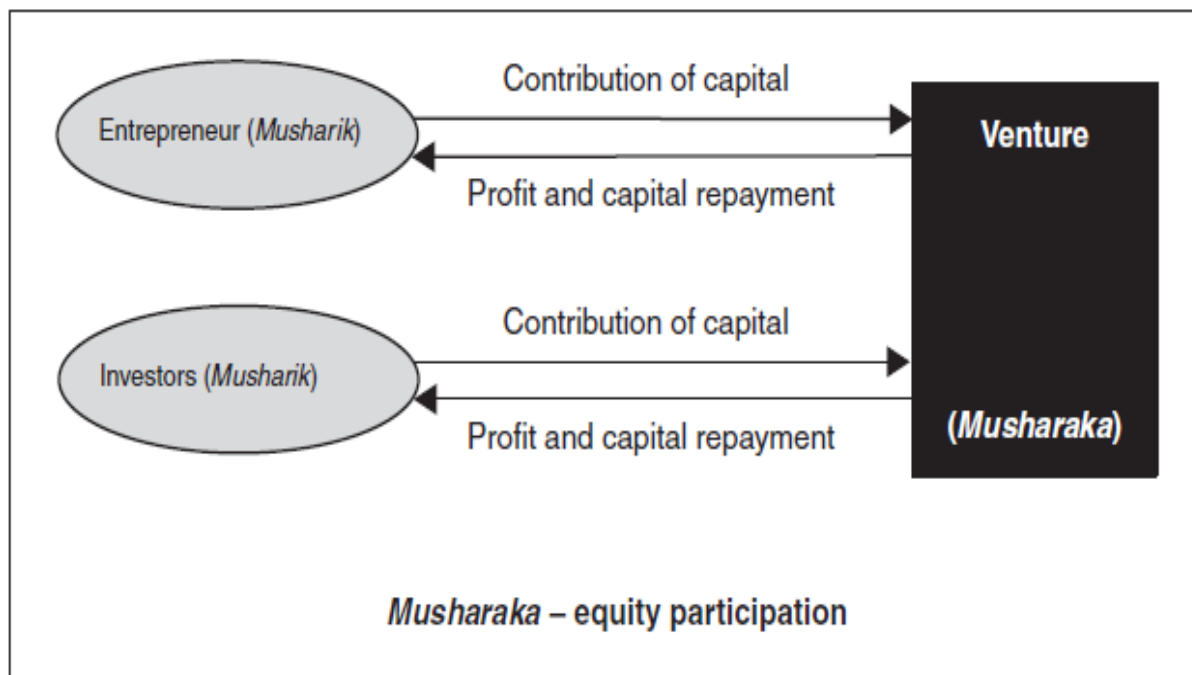 Contribution of capital
Entrepreneur (Musharik)
Venture
Profit and capital repayment
Contribution of capital
Investors (Musharik)
Profit and capital repayment
(Musharaka)
Musharaka – equity participation